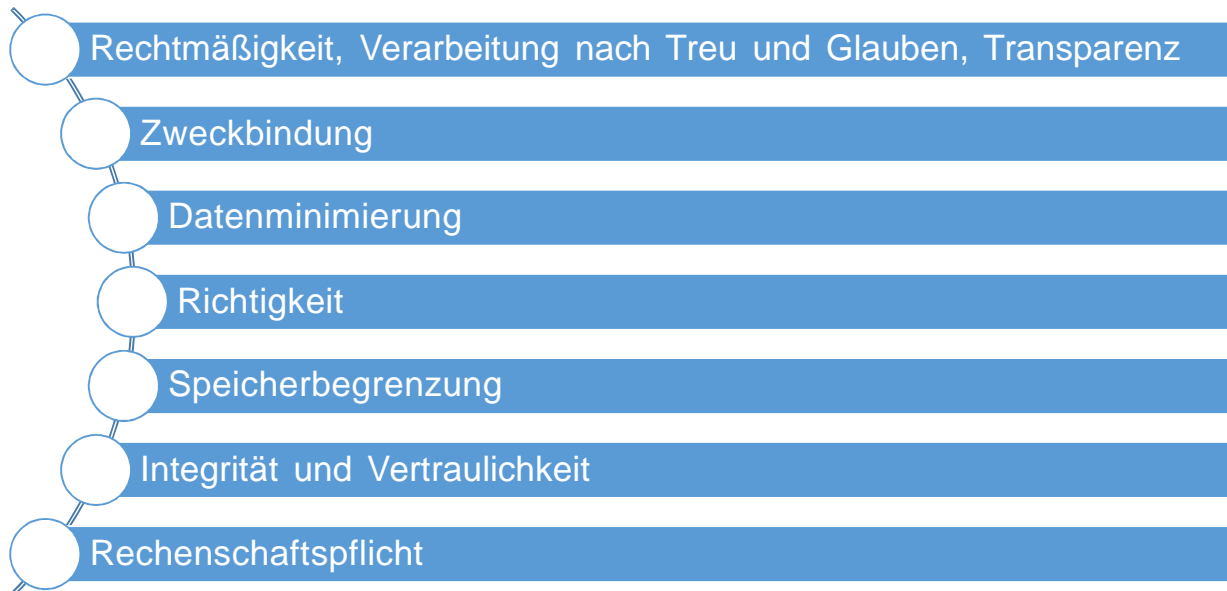 Rechtmäßigkeit, Verarbeitung nach Treu und Glauben, Transparenz
Zweckbindung
Datenminimierung
Richtigkeit
Speicherbegrenzung
Integrität und Vertraulichkeit
Rechenschaftspflicht